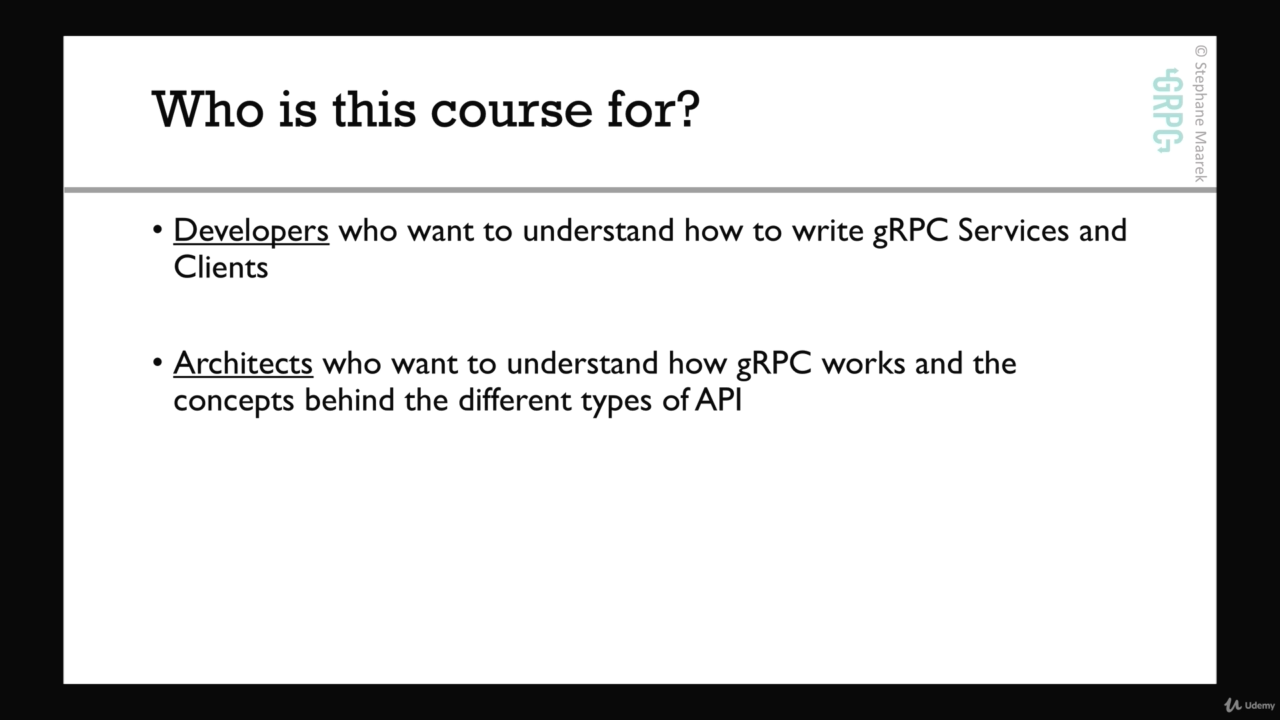 Who is this course for?
© Stephane Maarek
GRPC
• Developers who want to understand how to write gRPC Services and
Clients
• Architects who want to understand how gRPC works and the
concepts behind the different types of API
Udemy